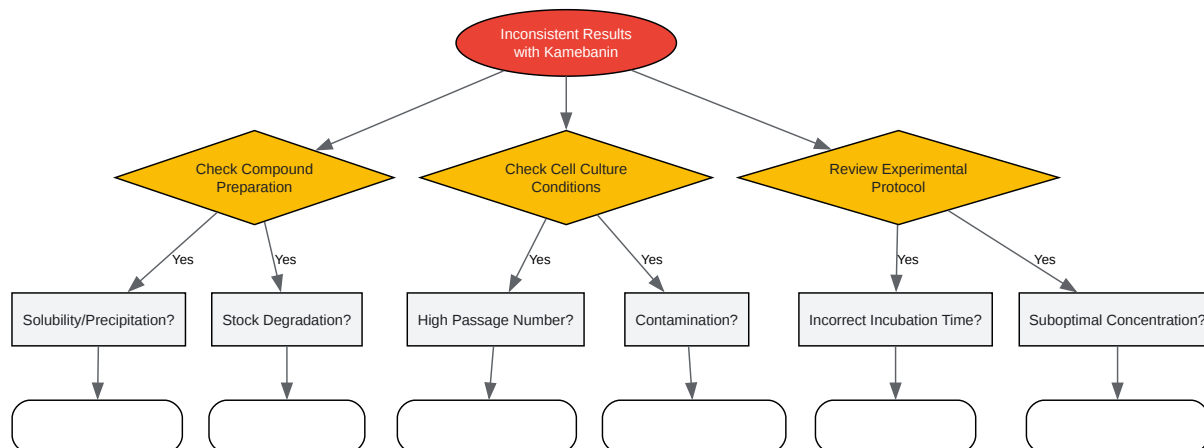 Inconsistent Results
with Kamebanin
Check Compound
Preparation
Check Cell Culture
Conditions
Review Experimental
Protocol
Yes
Yes
Yes
Yes
Yes
Yes
Solubility/Precipitation?
Stock Degradation?
High Passage Number?
Contamination?
Incorrect Incubation Time?
Suboptimal Concentration?